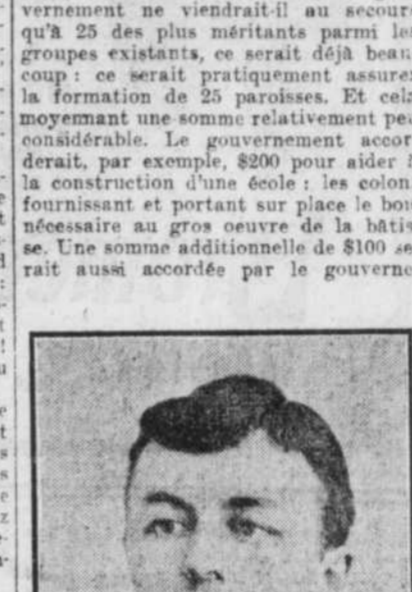 vernement ne viendrait-il au secours
qu'à 25 des plus méritants parmi les
groupes existants, ce serait déjà beau
coup : ce serait pratiquement assurer
la formation de 25 paroisses. Et cela
moyennant une somme relativement peu
considérable. Le gouvernement accor
derait, par exemple, $200 pour aider à
la construction d'une école : les colons
fournissant et portant sur place le bois
nécessaire au gros oeuvre de la bâtis
se. Une somme additionnelle de $100 se
rait aussi accordée par le gouverne